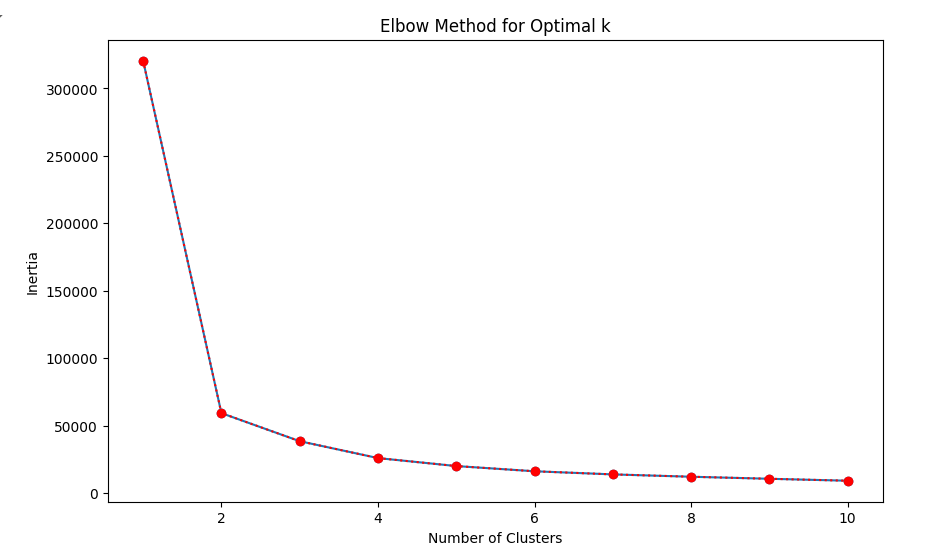 Elbow Method for Optimal k
300000
250000
200000
150000
100000
50000
0
Inertia
2 4 6 8 10
Number of Clusters